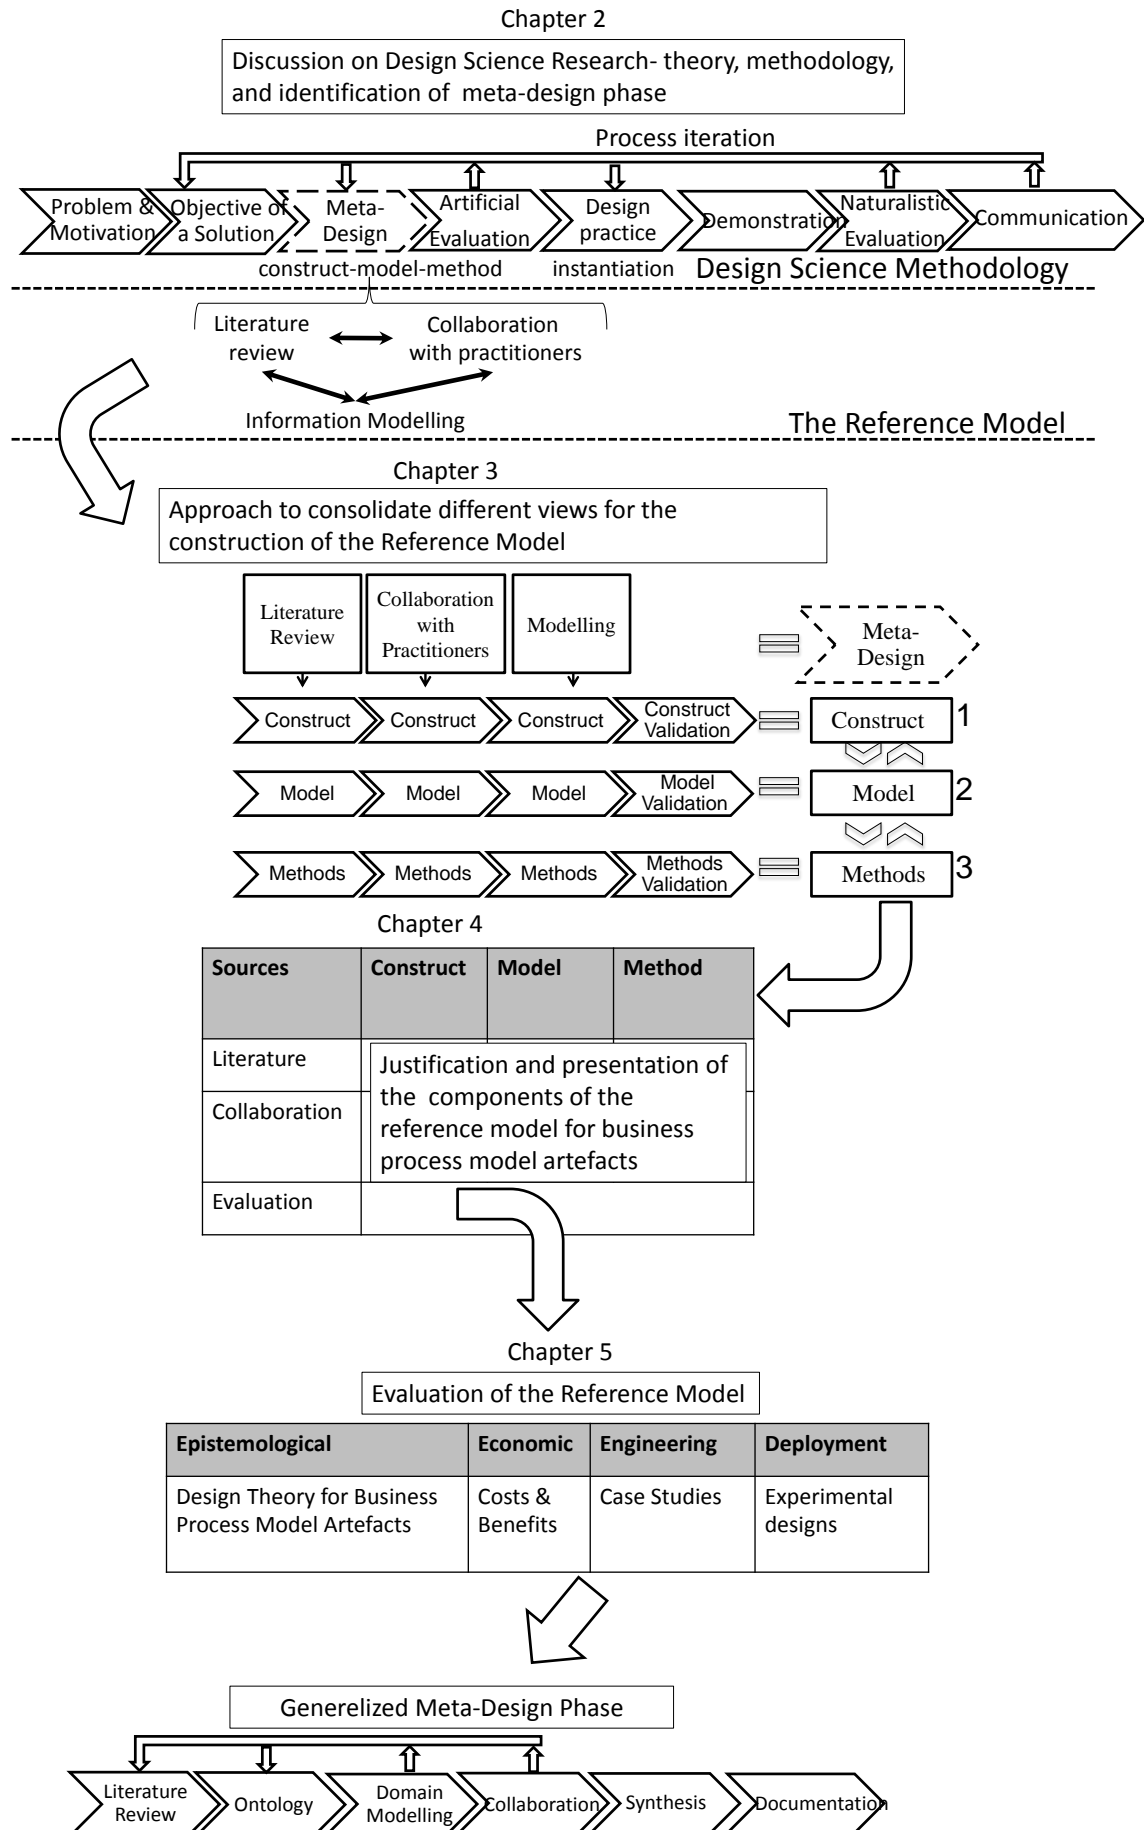 Chapter 2
Discussion on Design Science Research- theory, methodology,
and identification of meta-design phase
Process iteration
Problem &
Motivation
Objective of
a Solution
Meta-
Design
Artificial
Evaluation
Design
practice
Demonstration
Naturalistic
Evaluation
Communication
construct-model-method
instantiation
Design Science Methodology
Literature
review
Collaboration
with practitioners
Information Modelling
The Reference Model
Chapter 3
Approach to consolidate different views for the
construction of the Reference Model
Literature
Review
Collaboration
with
Practitioners
Modelling
Meta-
Design
Construct
Construct
Construct
Construct
Validation
Construct
1
Model
Model
Model
Model
Validation
Model
2
Methods
Methods
Methods
Methods
Validation
Methods
3
Chapter 4
Sources
Construct
Model
Method
Literature
Collaboration
Evaluation
Justification and presentation of
the components of the
reference model for business
process model artefacts
Chapter 5
Evaluation of the Reference Model
Epistemological
Economic
Engineering
Deployment
Design Theory for Business
Process Model Artefacts
Costs &
Benefits
Case Studies
Experimental
designs
Generelized Meta-Design Phase
Literature
Review
Ontology
Domain
Modelling
Collaboration
Synthesis
Documentation